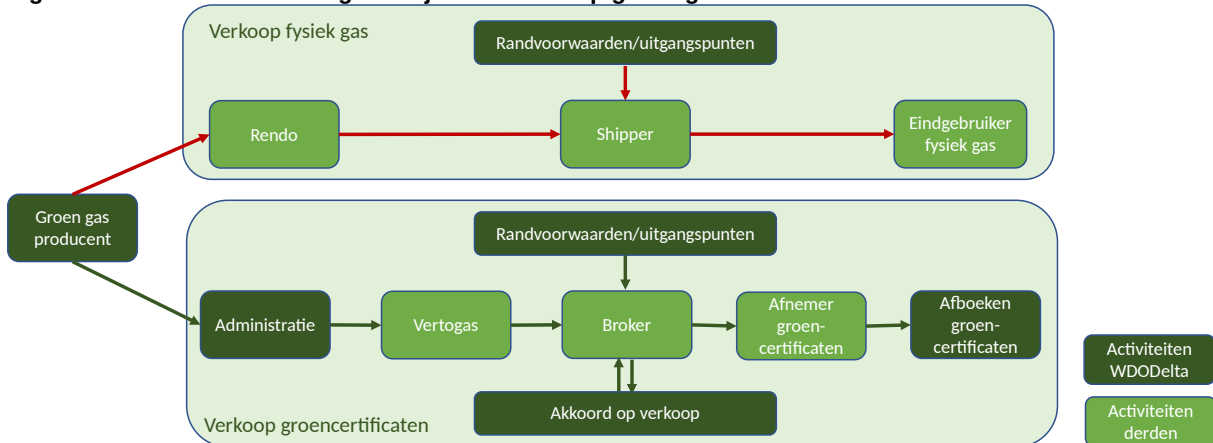 Verkoop fysiek gas
Randvoorwaarden/uitgangspunten
Rendo
Shipper
Eindgebruiker
fysiek gas
Groen gas
producent
Randvoorwaarden/uitgangspunten
Administratie
Vertogas
Broker
Afnemer
groen-
certificaten
Afboeken
groen-
certificaten
Akkoord op verkoop
Verkoop groencertificaten
Activiteiten
WDODelta
Activiteiten
derden